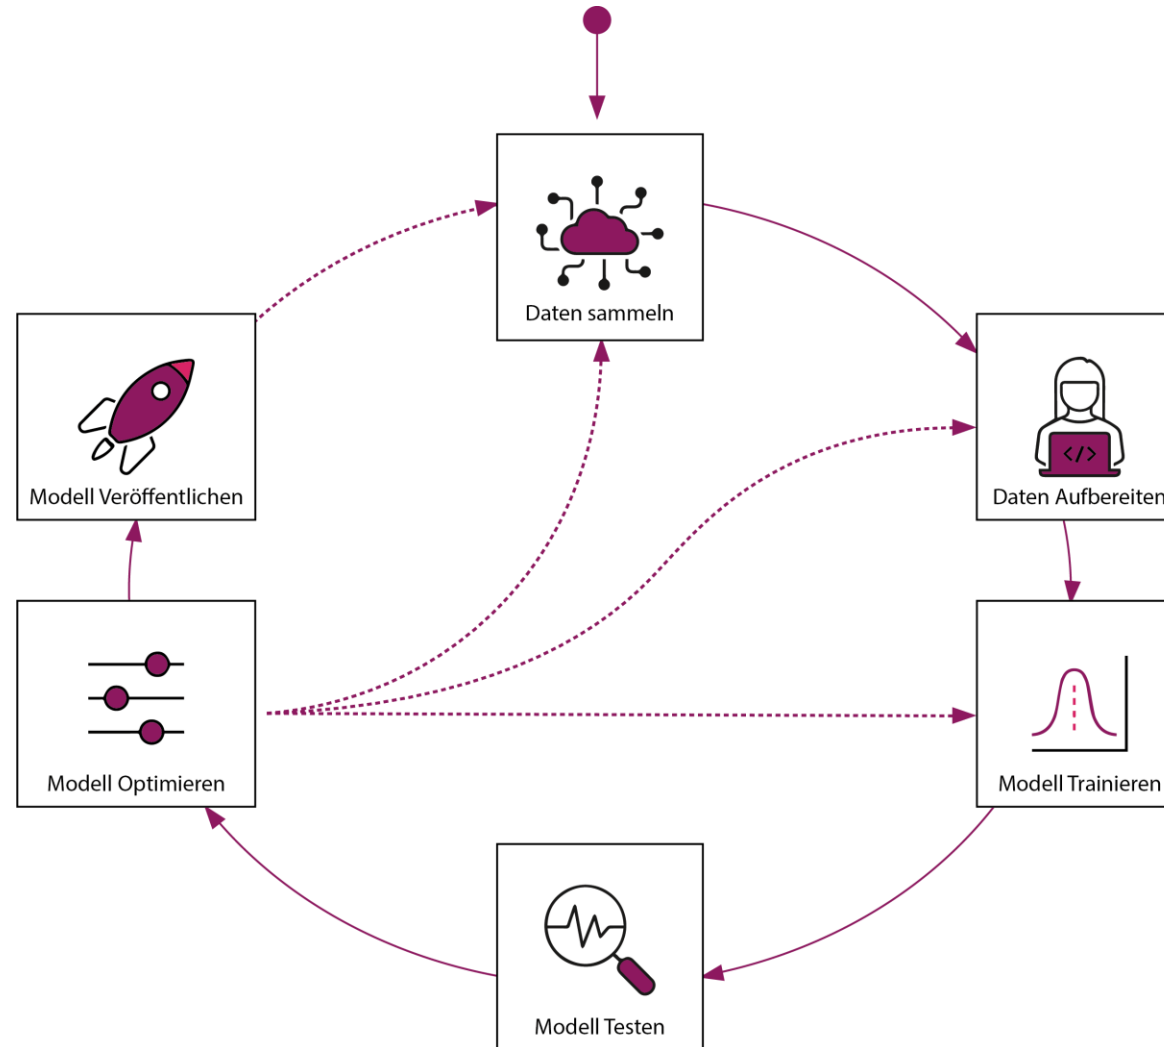 Daten sammeln
Daten Aufbereiten
Modell Trainieren
Modell Testen
Modell Optimieren
Modell Veröffentlichen
</>